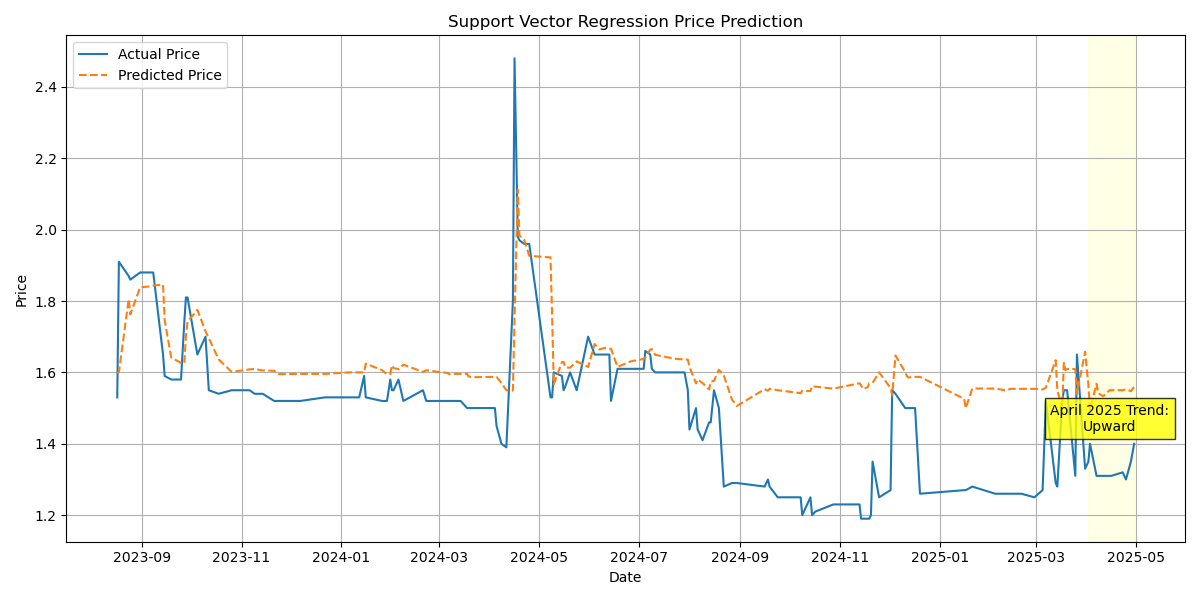 Support Vector Regression Price Prediction
Actual Price
Predicted Price
Price
2.4
2.2
2.0
1.8
1.6
1.4
1.2
April 2025 Trend:
Upward
2023-09 2023-11 2024-01 2024-03 2024-05 2024-07 2024-09 2024-11 2025-01 2025-03 2025-05
Date